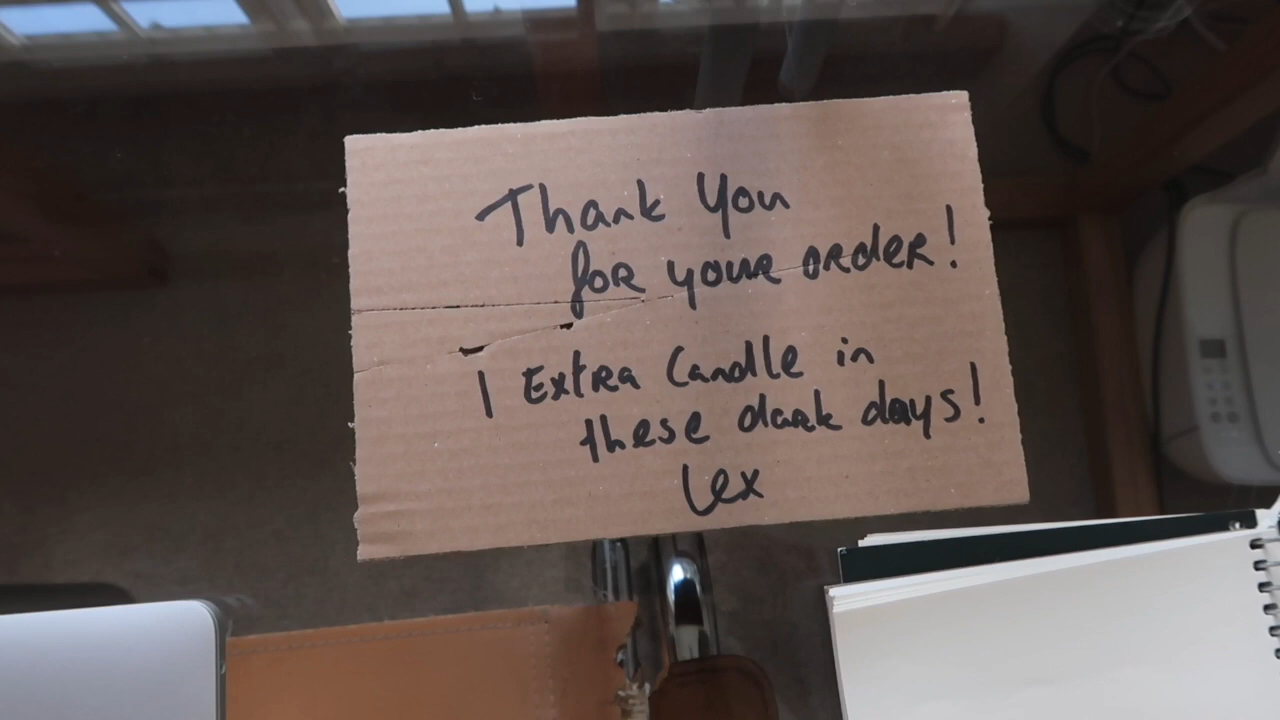 Thank You
for your order!
1 Extra Candle in
these dark days!
Lex